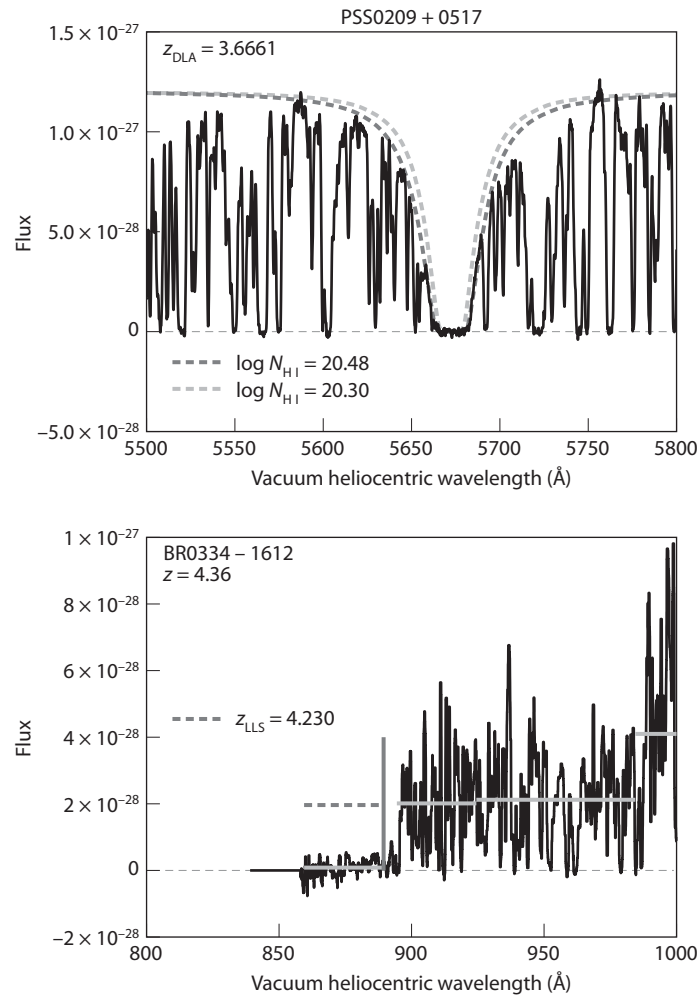 PSS0209 + 0517
1.5 × 10⁻²⁷
z_DLA = 3.6661
1.0 × 10⁻²⁷
Flux
5.0 × 10⁻²⁸
0
log N_H I = 20.48
log N_H I = 20.30
−5.0 × 10⁻²⁸
5500 5550 5600 5650 5700 5750 5800
Vacuum heliocentric wavelength (Å)
1 × 10⁻²⁷
BR0334 – 1612
z = 4.36
8 × 10⁻²⁸
6 × 10⁻²⁸
z_LLS = 4.230
Flux
4 × 10⁻²⁸
2 × 10⁻²⁸
0
−2 × 10⁻²⁸
800 850 900 950 1000
Vacuum heliocentric wavelength (Å)